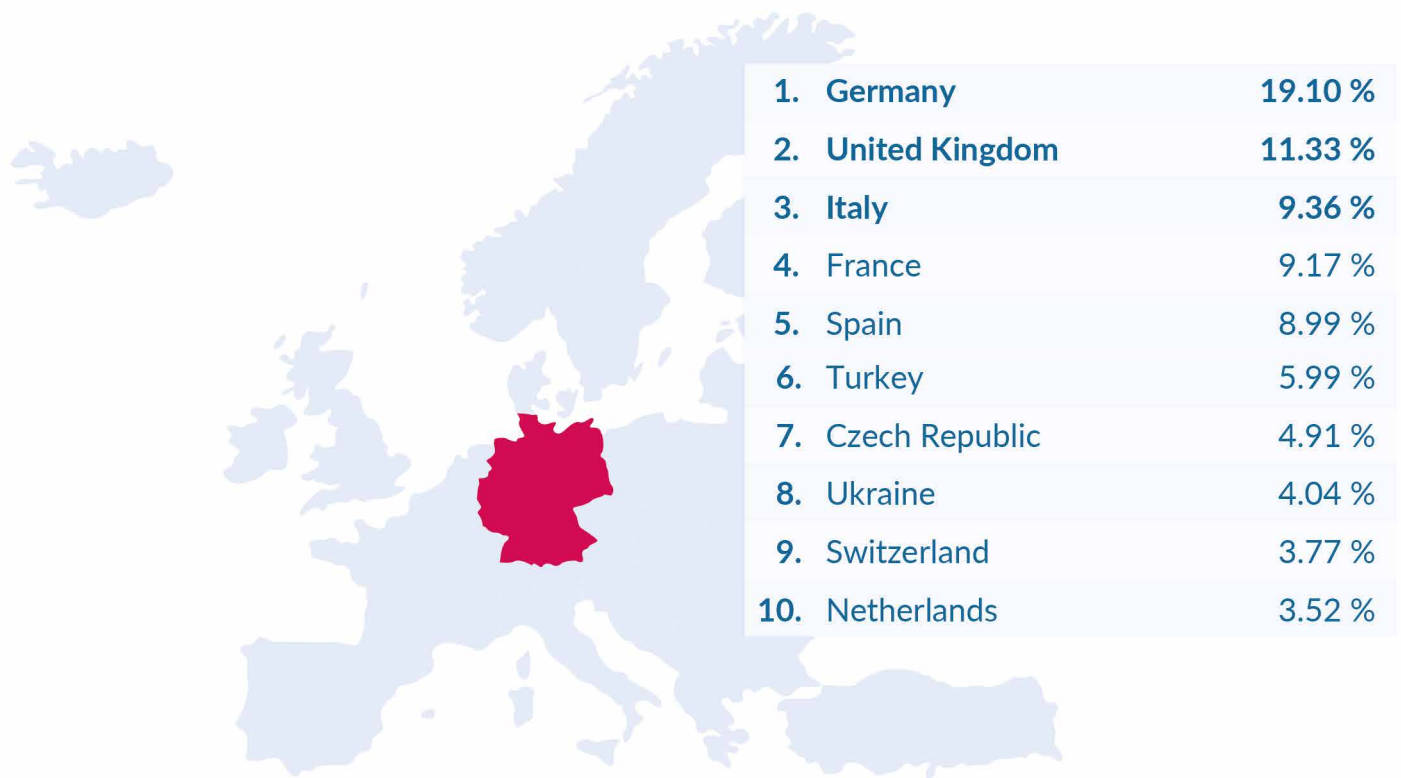 1. Germany 19.10 %
2. United Kingdom 11.33 %
3. Italy 9.36 %
4. France 9.17 %
5. Spain 8.99 %
6. Turkey 5.99 %
7. Czech Republic 4.91 %
8. Ukraine 4.04 %
9. Switzerland 3.77 %
10. Netherlands 3.52 %